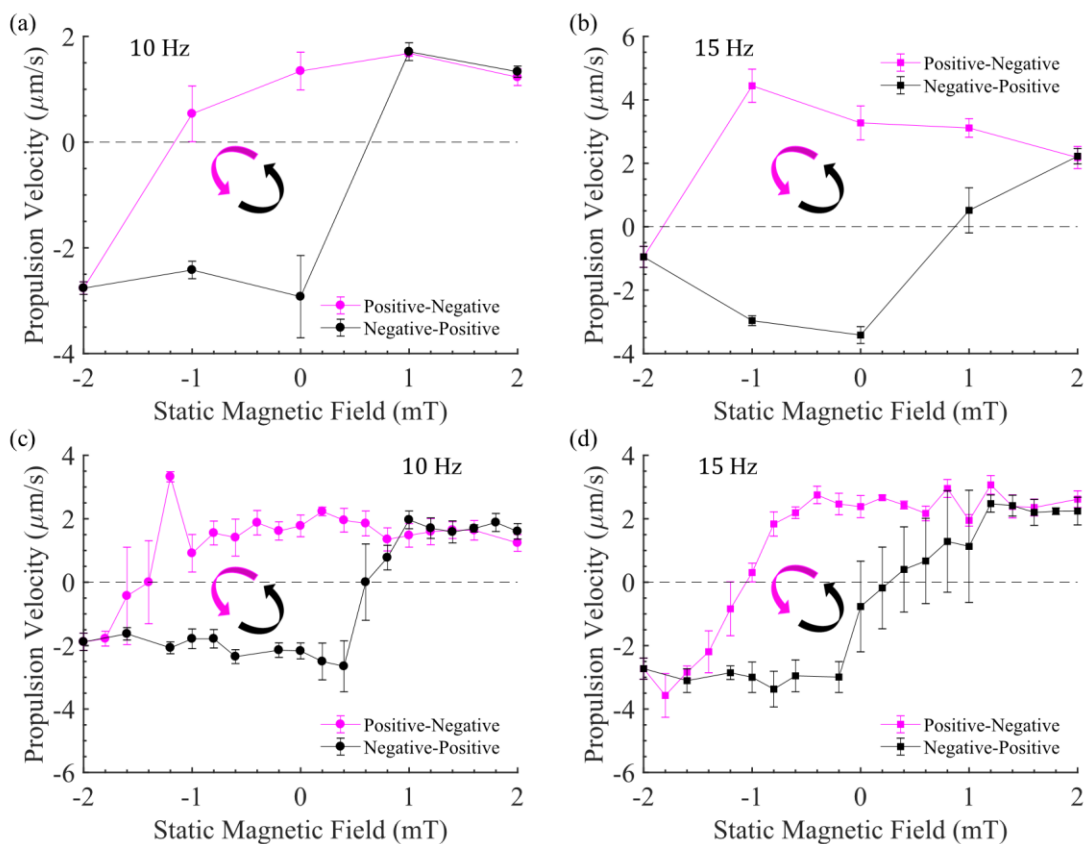 (a)
10 Hz
Propulsion Velocity (μm/s)
2
0
-2
-4
Positive-Negative
Negative-Positive
-2
-1
0
1
2
Static Magnetic Field (mT)
(b)
15 Hz
Propulsion Velocity (μm/s)
6
4
2
0
-2
-4
Positive-Negative
Negative-Positive
-2
-1
0
1
2
Static Magnetic Field (mT)
(c)
10 Hz
Propulsion Velocity (μm/s)
4
2
0
-2
-4
-6
Positive-Negative
Negative-Positive
-2
-1
0
1
2
Static Magnetic Field (mT)
(d)
15 Hz
Propulsion Velocity (μm/s)
4
2
0
-2
-4
-6
Positive-Negative
Negative-Positive
-2
-1
0
1
2
Static Magnetic Field (mT)